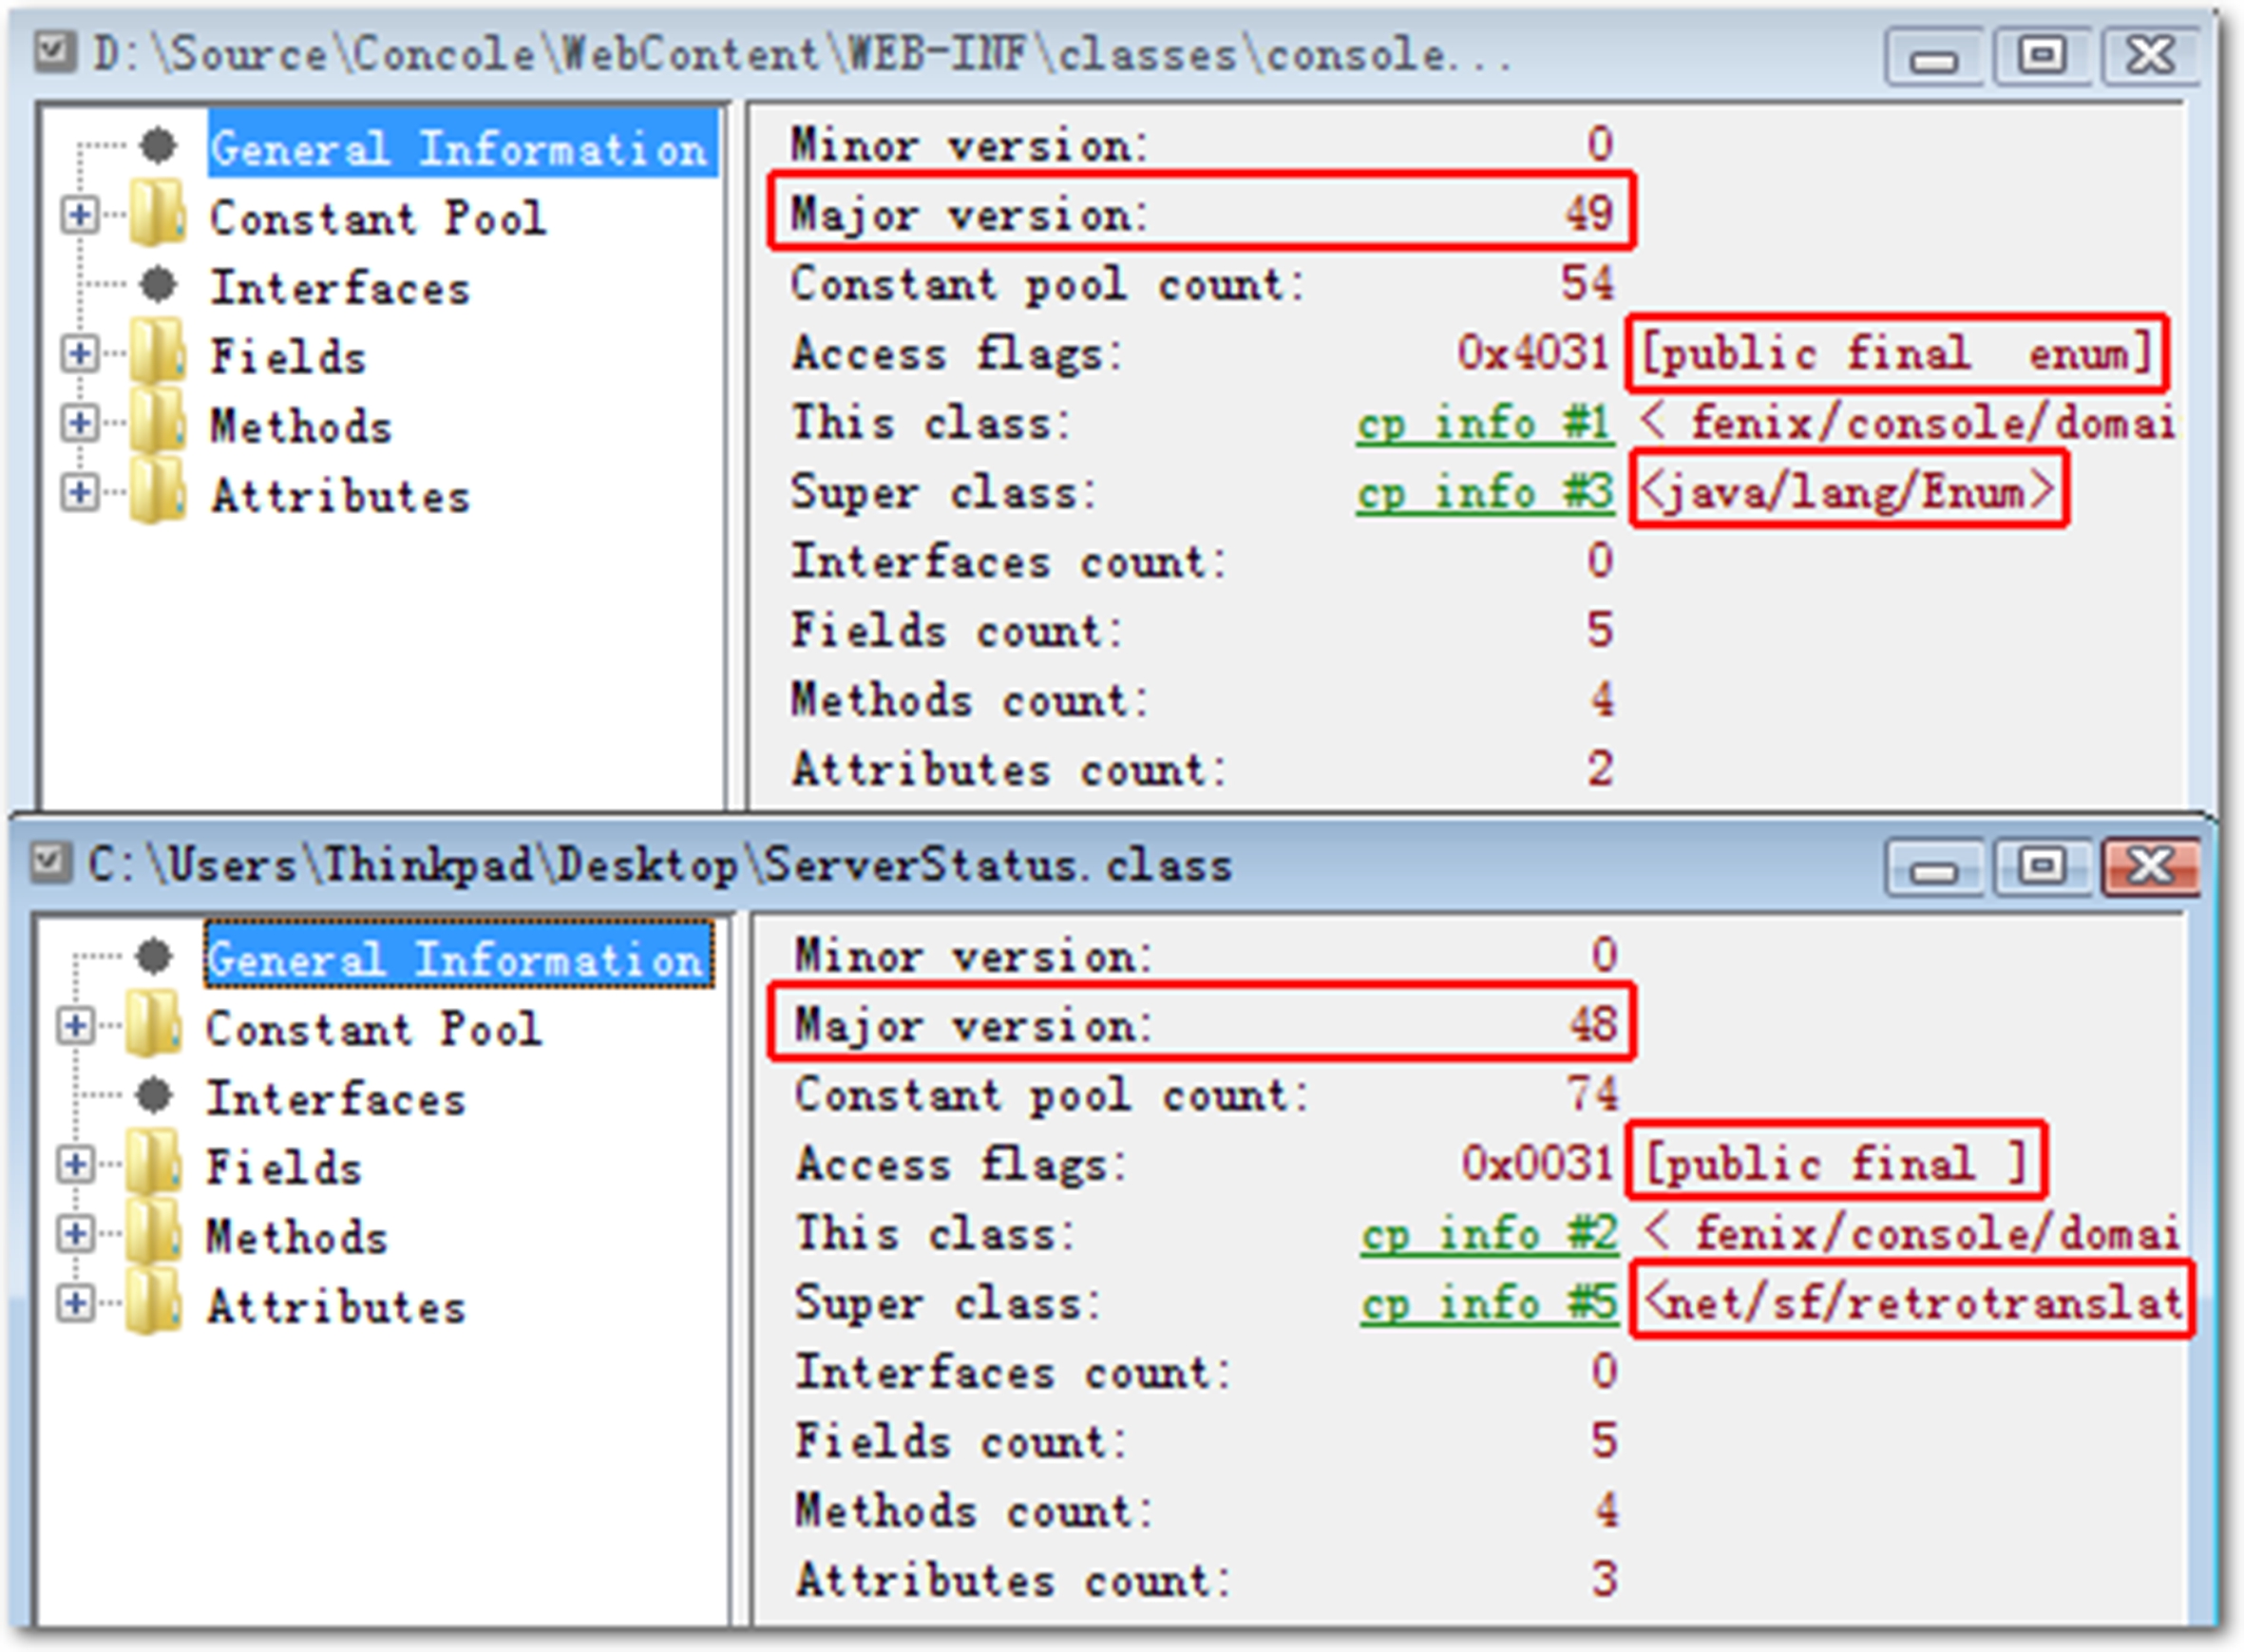 D:\Source\Concole\WebContent\WEB-INF\classes\console...
General Information
Constant Pool
Interfaces
Fields
Methods
Attributes
Minor version: 0
Major version: 49
Constant pool count: 54
Access flags: 0x4031 [public final  enum]
This class: cp info #1 < fenix/console/domai
Super class: cp info #3 <java/lang/Enum>
Interfaces count: 0
Fields count: 5
Methods count: 4
Attributes count: 2
C:\Users\Thinkpad\Desktop\ServerStatus.class
General Information
Constant Pool
Interfaces
Fields
Methods
Attributes
Minor version: 0
Major version: 48
Constant pool count: 74
Access flags: 0x0031 [public final ]
This class: cp info #2 < fenix/console/domai
Super class: cp info #5 <net/sf/retrotranslat
Interfaces count: 0
Fields count: 5
Methods count: 4
Attributes count: 3